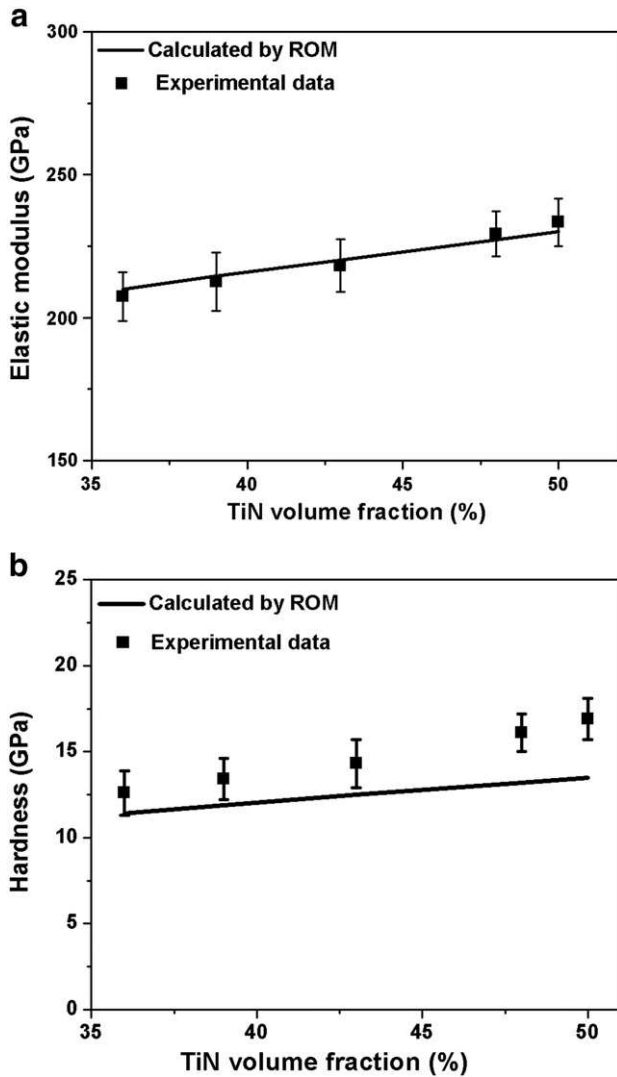 a
300
Calculated by ROM
Experimental data
250
200
150
Elastic modulus (GPa)
35
40
45
50
TiN volume fraction (%)
b
25
Calculated by ROM
Experimental data
20
15
10
5
0
Hardness (GPa)
35
40
45
50
TiN volume fraction (%)